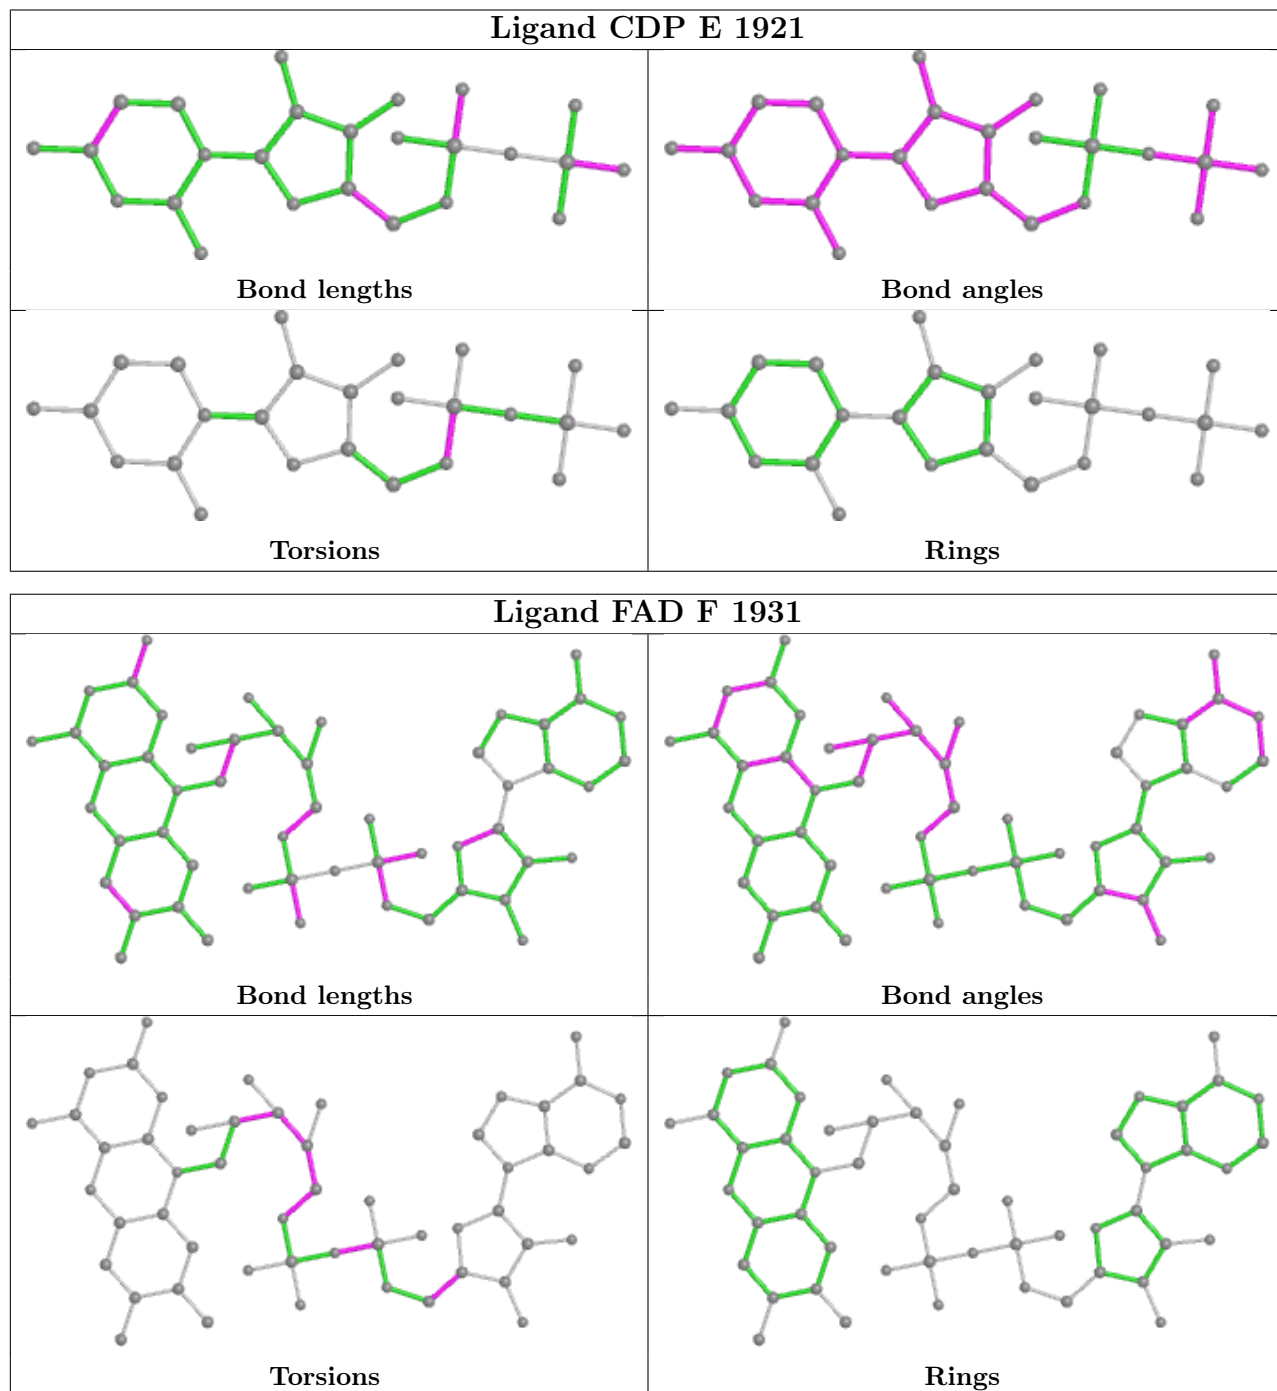 Ligand CDP E 1921
Bond lengths
Bond angles
Torsions
Rings
Ligand FAD F 1931
Bond lengths
Bond angles
Torsions
Rings